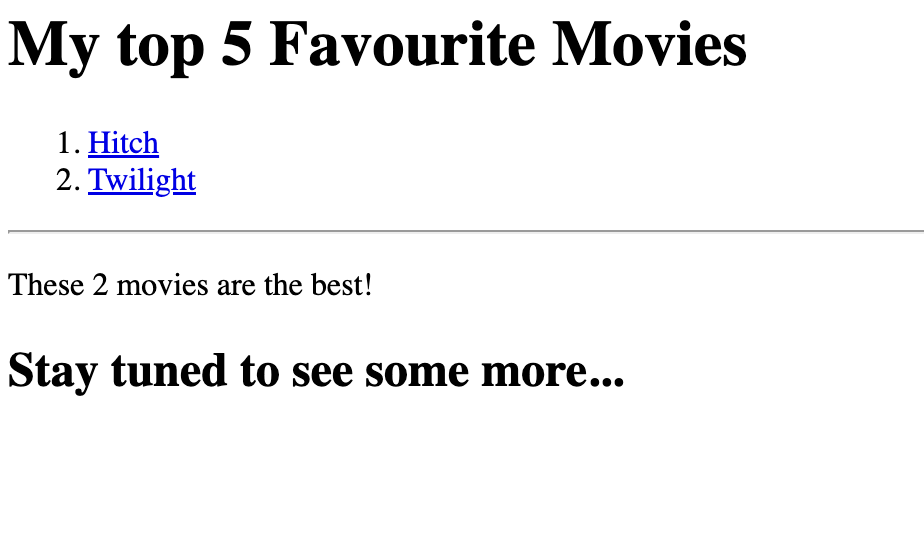 My top 5 Favourite Movies
1. Hitch
2. Twilight
These 2 movies are the best!
Stay tuned to see some more...